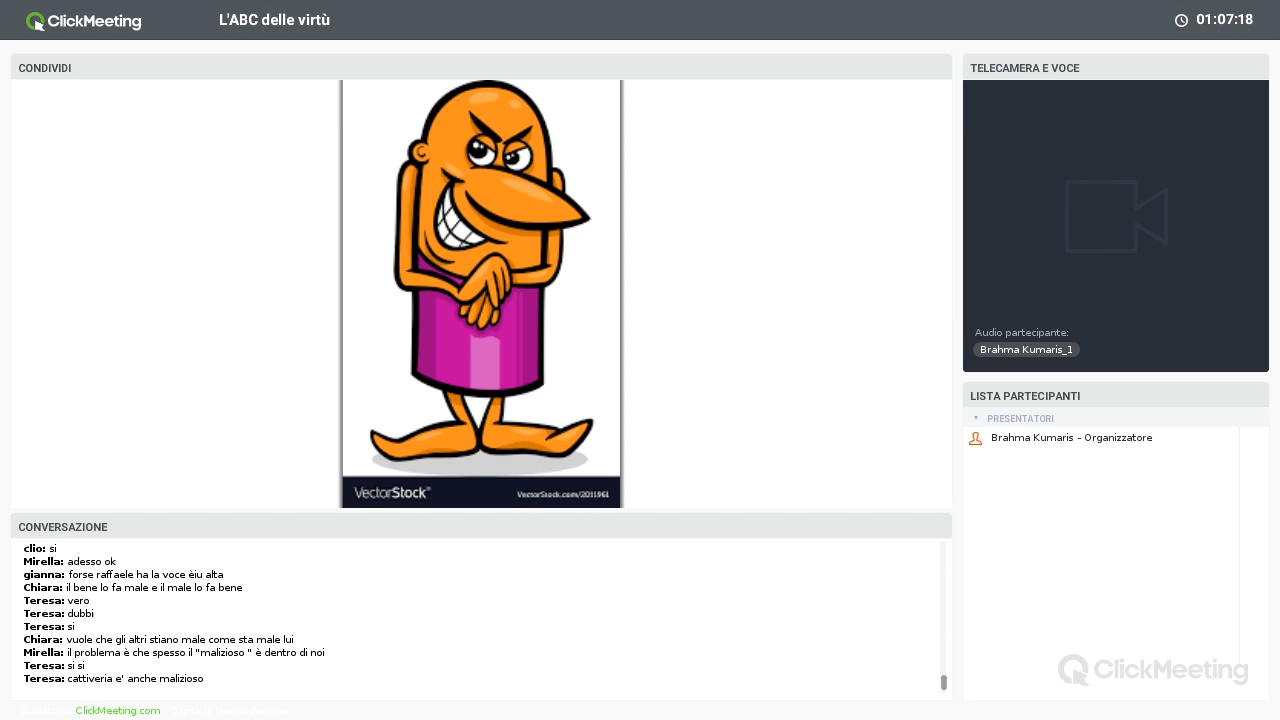 ClickMeeting
L'ABC delle virtù
01:07:18
CONDIVIDI
TELECAMERA E VOCE
VectorStock®
VectorStock.com/2011961
Audio partecipante:
Brahma Kumaris_1
LISTA PARTECIPANTI
PRESENTATORI
Brahma Kumaris - Organizzatore
CONVERSAZIONE
clio: si
Mirella: adesso ok
gianna: forse raffaele ha la voce èiu alta
Chiara: il bene lo fa male e il male lo fa bene
Teresa: vero
Teresa: dubbi
Teresa: si
Chiara: vuole che gli altri stiano male come sta male lui
Mirella: il problema è che spesso il "malizioso " è dentro di noi
Teresa: si si
Teresa: cattiveria e' anche malizioso
ClickMeeting
ClickMeeting.com